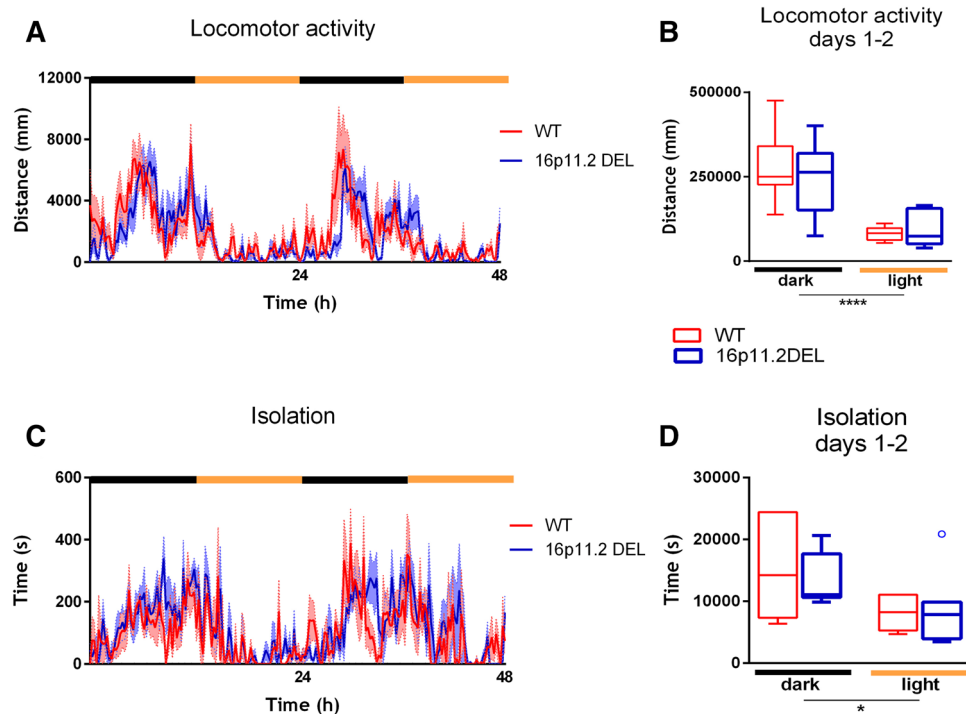 A
Locomotor activity
12000
8000
4000
0
Distance (mm)
24
48
Time (h)
WT
16p11.2 DEL
B
Locomotor activity
days 1-2
500000
250000
0
Distance (mm)
dark
light
****
WT
16p11.2DEL
C
Isolation
600
400
200
0
Time (s)
24
48
Time (h)
WT
16p11.2 DEL
D
Isolation
days 1-2
30000
20000
10000
0
Time (s)
dark
light
*